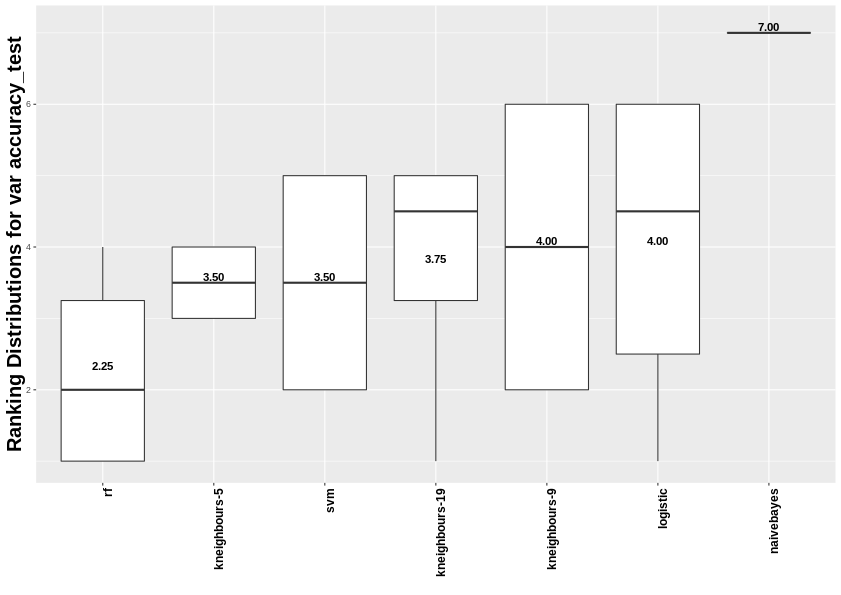 Ranking Distributions for var accuracy_test
6
4
2
2.25
3.50
3.50
3.75
4.00
4.00
7.00
rf
kneighbours-5
svm
kneighbours-19
kneighbours-9
logistic
naivebayes